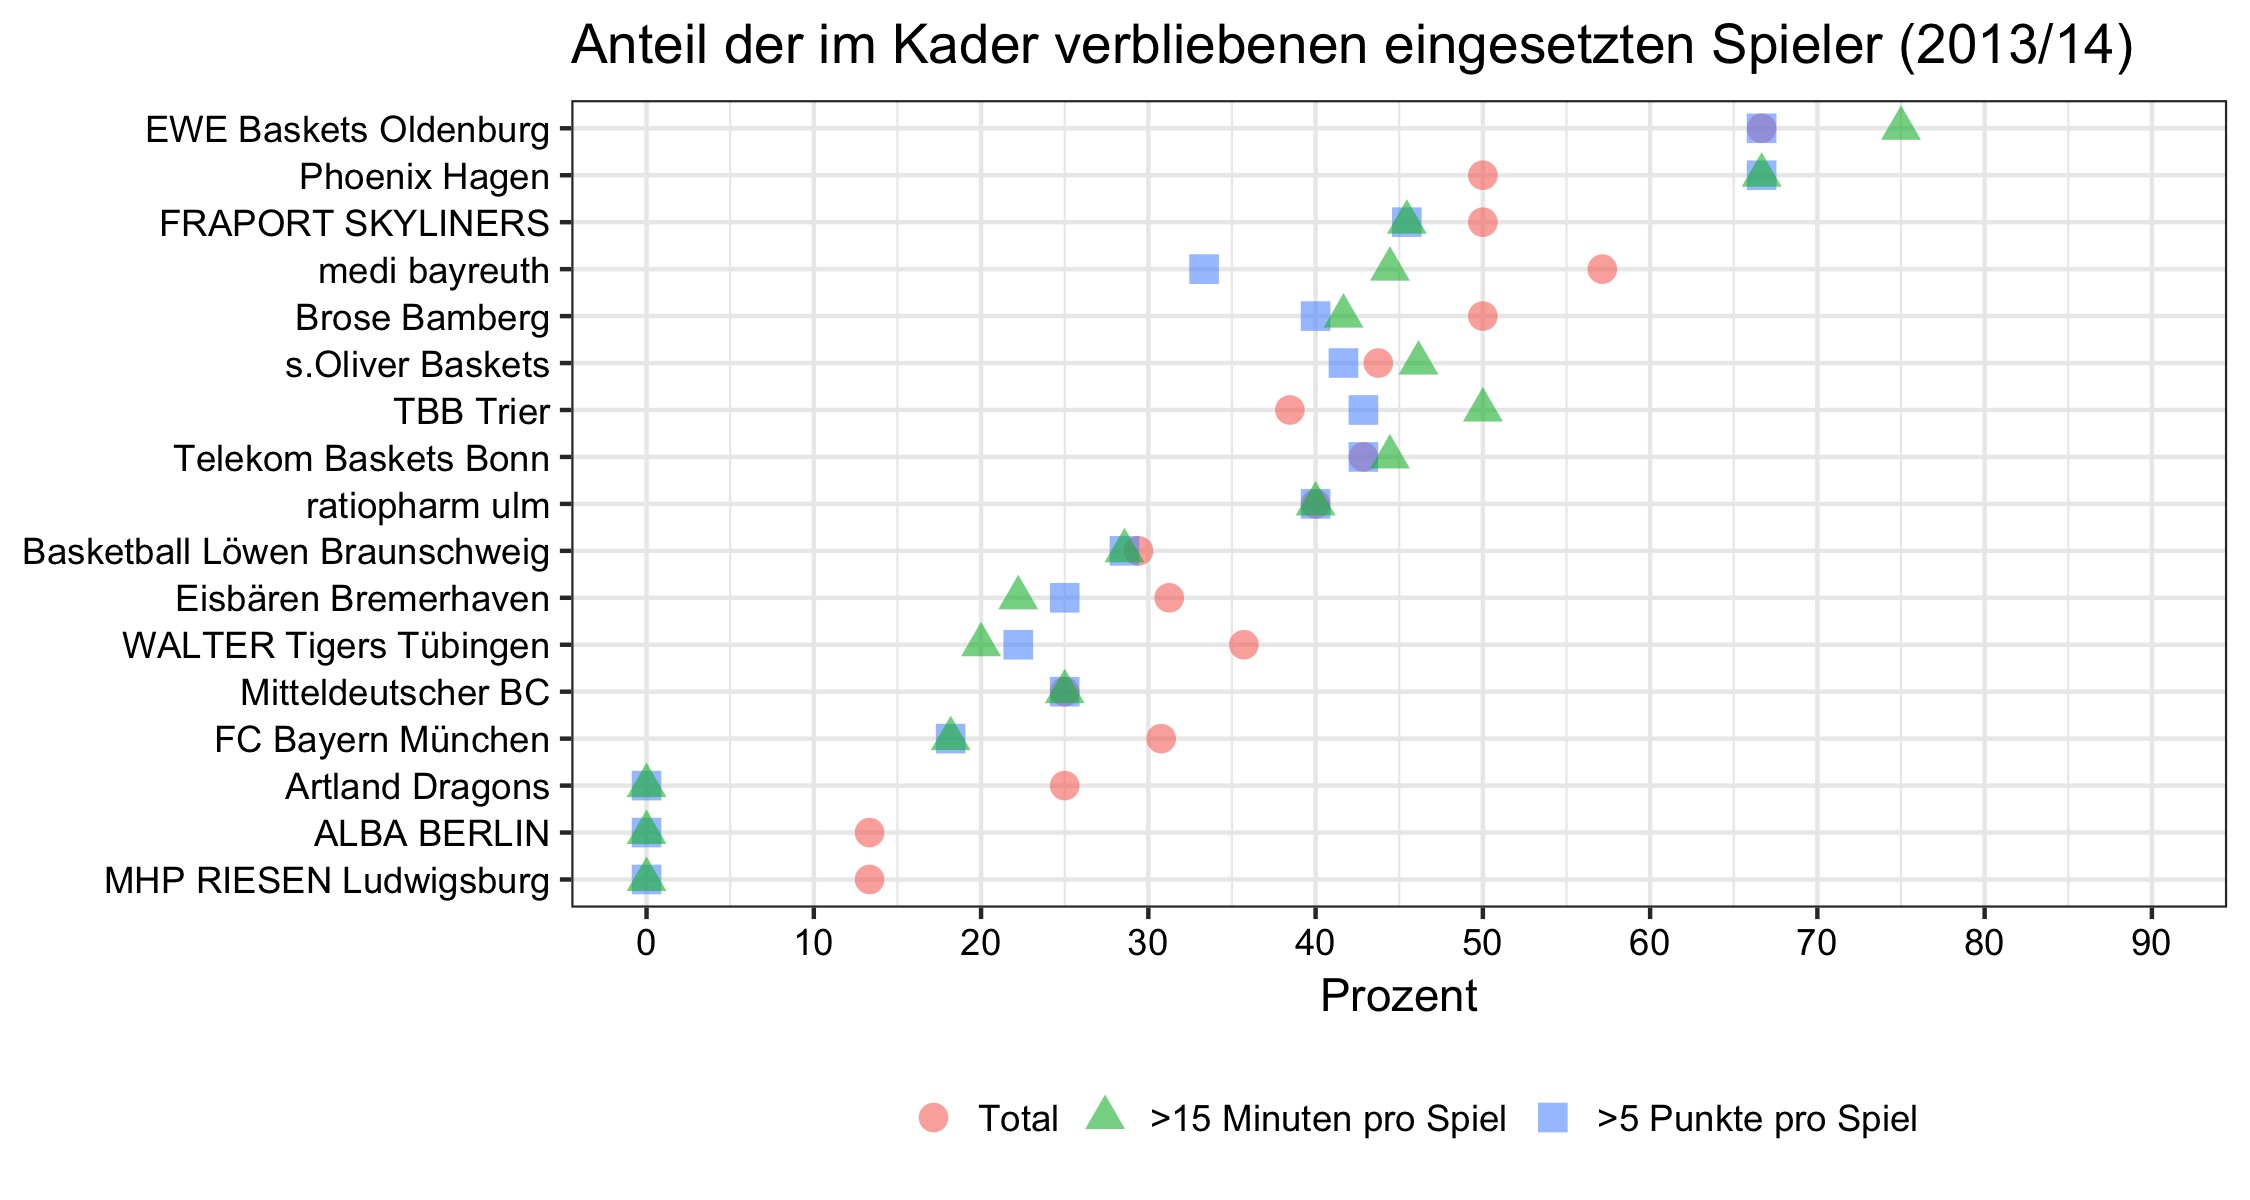 Anteil der im Kader verbliebenen eingesetzten Spieler (2013/14)
EWE Baskets Oldenburg
Phoenix Hagen
FRAPORT SKYLINERS
medi bayreuth
Brose Bamberg
s.Oliver Baskets
TBB Trier
Telekom Baskets Bonn
ratiopharm ulm
Basketball Löwen Braunschweig
Eisbären Bremerhaven
WALTER Tigers Tübingen
Mitteldeutscher BC
FC Bayern München
Artland Dragons
ALBA BERLIN
MHP RIESEN Ludwigsburg
0 10 20 30 40 50 60 70 80 90
Prozent
Total >15 Minuten pro Spiel >5 Punkte pro Spiel